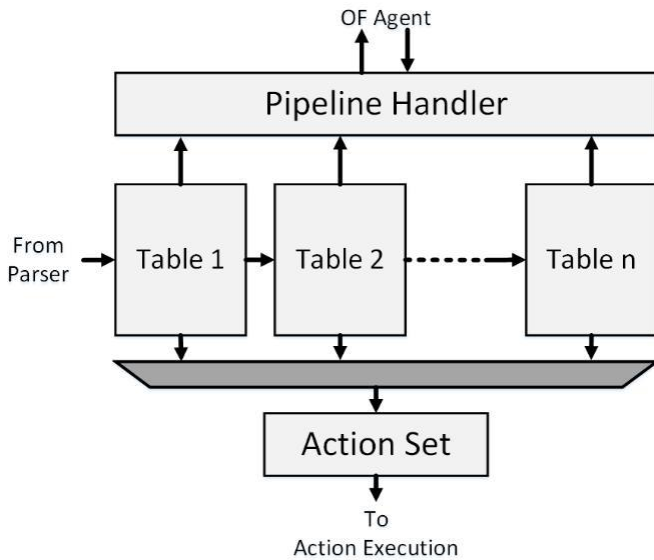 OF Agent
Pipeline Handler
From
Parser
Table 1
Table 2
Table n
Action Set
To
Action Execution